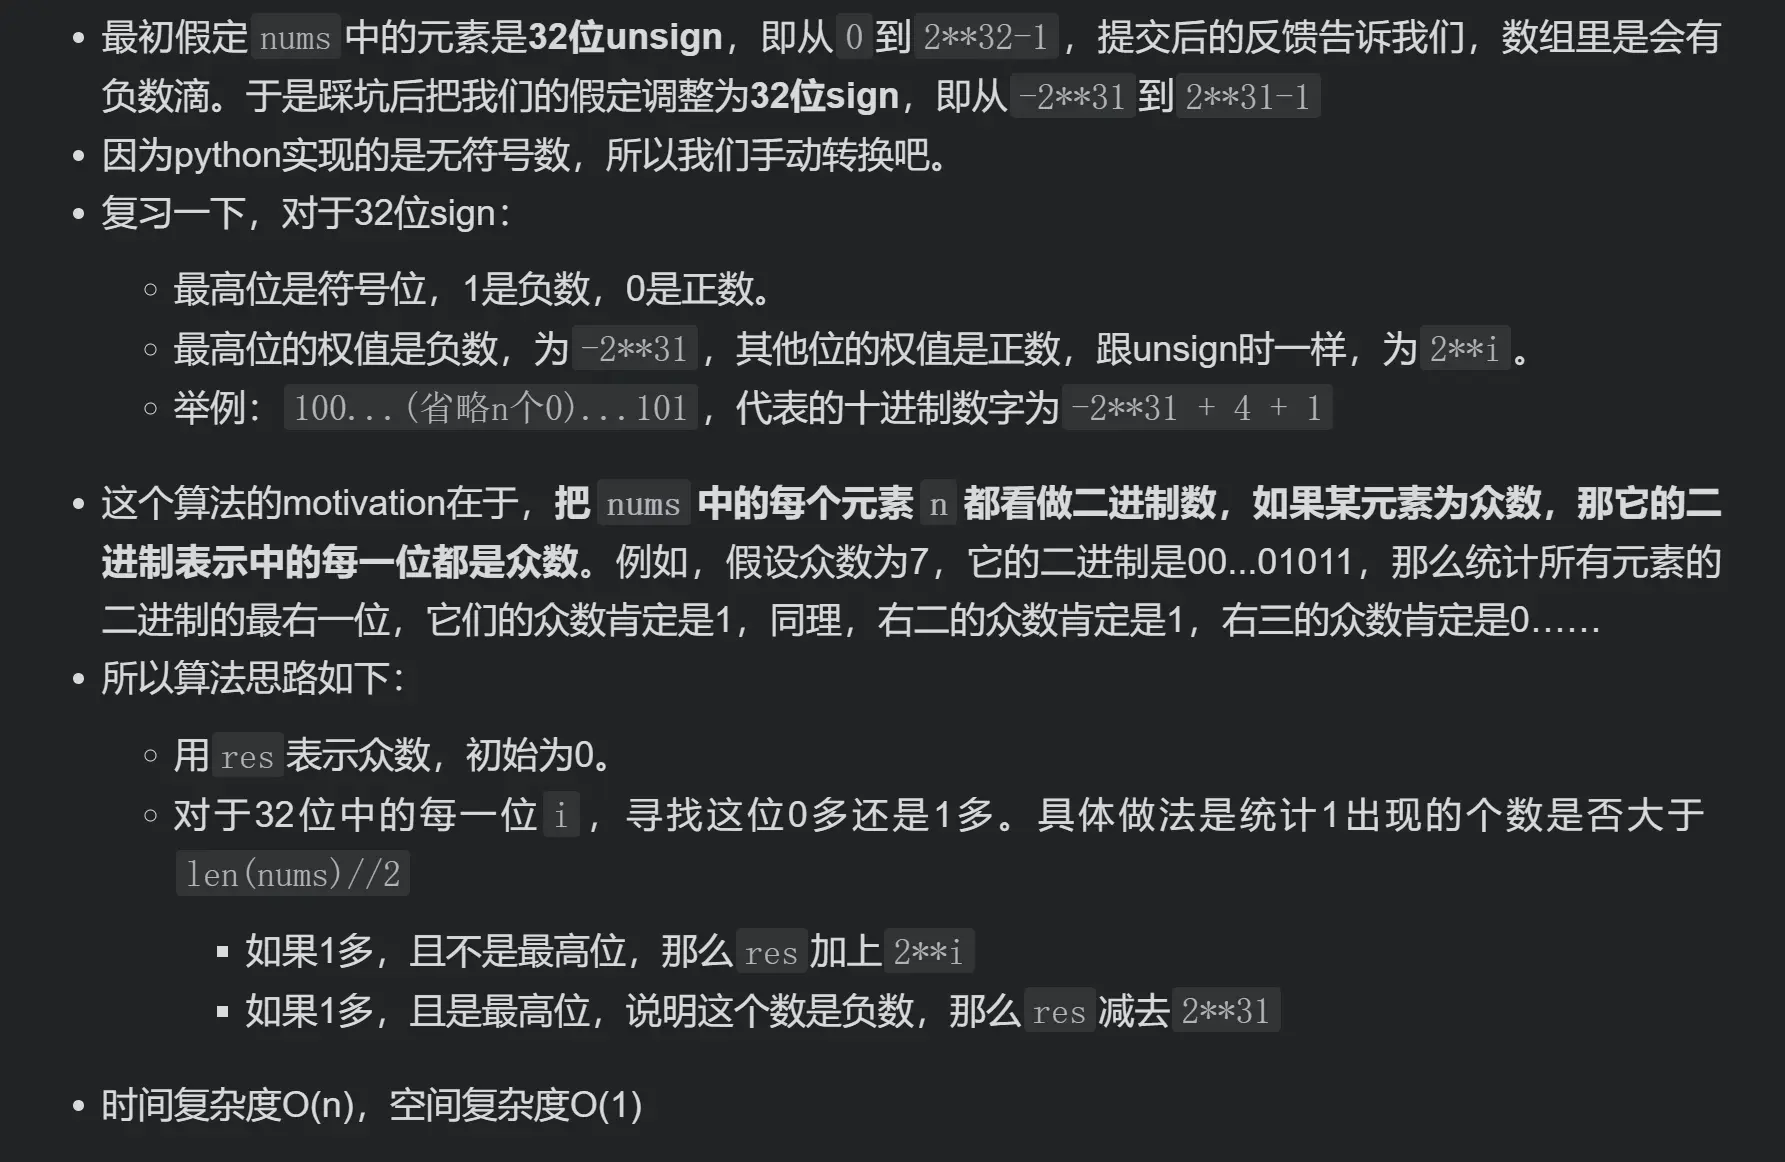 最初假定 nums 中的元素是32位unsign，即从 0 到 2**32-1 ，提交后的反馈告诉我们，数组里是会有
负数滴。于是踩坑后把我们的假定调整为32位sign，即从 -2**31 到 2**31-1
因为python实现的是无符号数，所以我们手动转换吧。
复习一下，对于32位sign：
最高位是符号位，1是负数，0是正数。
最高位的权值是负数，为 -2**31 ，其他位的权值是正数，跟unsign时一样，为 2**i 。
举例： 100...(省略n个0)...101 ，代表的十进制数字为 -2**31 + 4 + 1
这个算法的motivation在于，把 nums 中的每个元素 n 都看做二进制数，如果某元素为众数，那它的二
进制表示中的每一位都是众数。例如，假设众数为7，它的二进制是00...01011，那么统计所有元素的
二进制的最右一位，它们的众数肯定是1，同理，右二的众数肯定是1，右三的众数肯定是0……
所以算法思路如下：
用 res 表示众数，初始为0。
对于32位中的每一位 i ，寻找这位0多还是1多。具体做法是统计1出现的个数是否大于
len(nums)//2
如果1多，且不是最高位，那么 res 加上 2**i
如果1多，且是最高位，说明这个数是负数，那么 res 减去 2**31
时间复杂度O(n)，空间复杂度O(1)